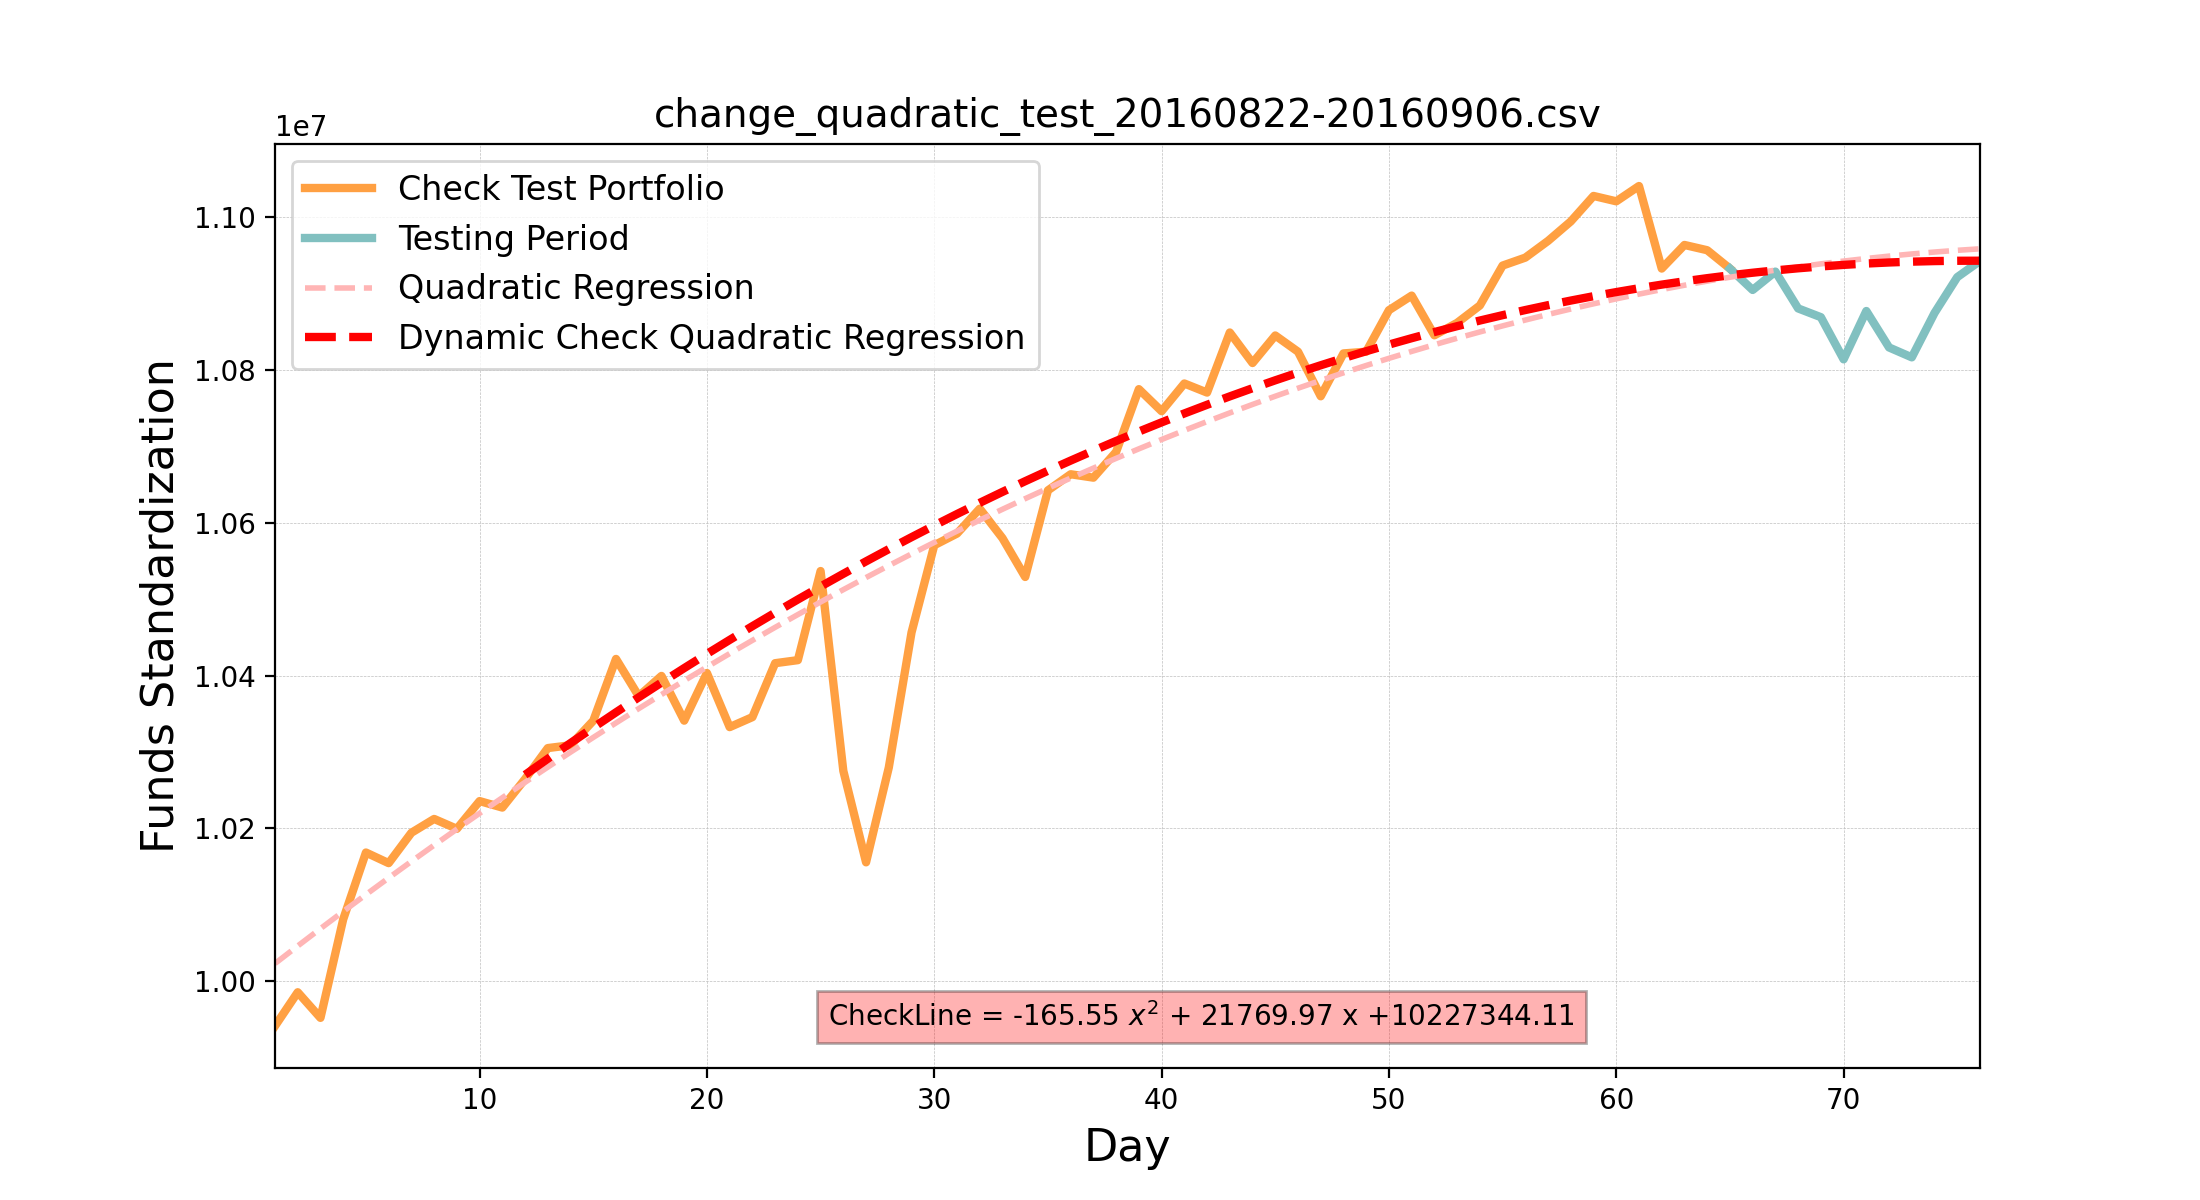 change_quadratic_test_20160822-20160906.csv
1e7
Check Test Portfolio
Testing Period
Quadratic Regression
Dynamic Check Quadratic Regression
1.10
1.08
1.06
1.04
1.02
1.00
Funds Standardization
CheckLine = -165.55 x² + 21769.97 x +10227344.11
10 20 30 40 50 60 70
Day